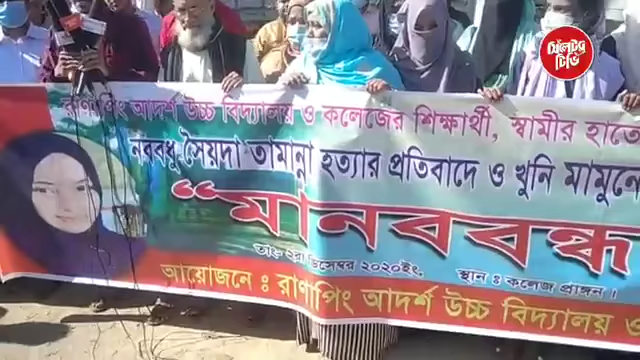 সিলেট টিভি
রাণাপিং আদর্শ উচ্চ বিদ্যালয় ও কলেজের শিক্ষার্থী, স্বামীর হাতে
নববধু সৈয়দা তামান্না হত্যার প্রতিবাদে ও খুনি মামুনে
“মানববন্ধ
তাং: ২রা ডিসেম্বর ২০২০ইং. স্থান : কলেজ প্রাঙ্গন ।
আয়োজনে : রাণাপিং আদর্শ উচ্চ বিদ্যালয় ও